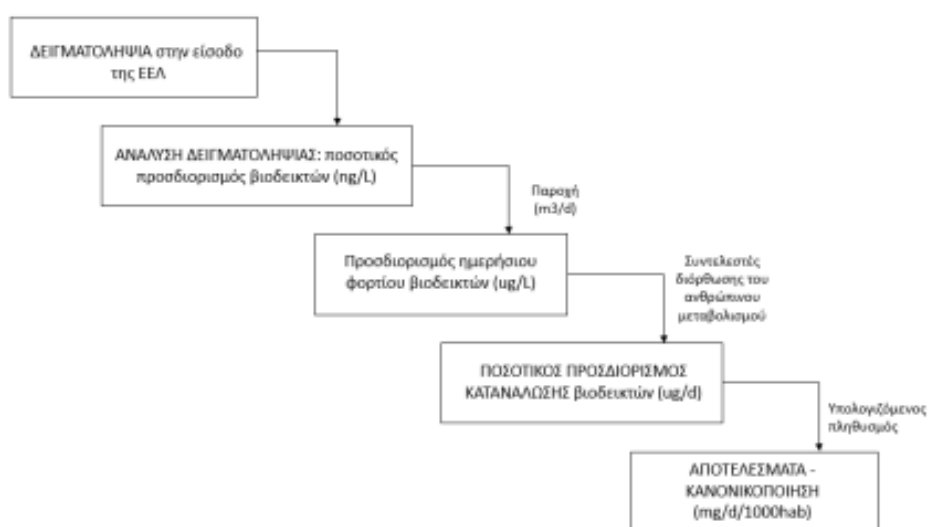 ΔΕΙΓΜΑΤΟΛΗΨΙΑ στην είσοδο
της ΕΕΛ
ΑΝΑΛΥΣΗ ΔΕΙΓΜΑΤΟΛΗΨΙΑΣ: ποσοτικός
προσδιορισμός βιοδεικτών (ng/L)
Παροχή
(m3/d)
Προσδιορισμός ημερήσιου
φορτίου βιοδεικτών (ug/L)
Συντελεστές
διόρθωσης του
ανθρώπινου
μεταβολισμού
ΠΟΣΟΤΙΚΟΣ ΠΡΟΣΔΙΟΡΙΣΜΟΣ
ΚΑΤΑΝΑΛΩΣΗΣ βιοδεικτών (ug/d)
Υπολογιζόμενος
πληθυσμός
ΑΠΟΤΕΛΕΣΜΑΤΑ -
ΚΑΝΟΝΙΚΟΠΟΙΗΣΗ
(mg/d/1000hab)